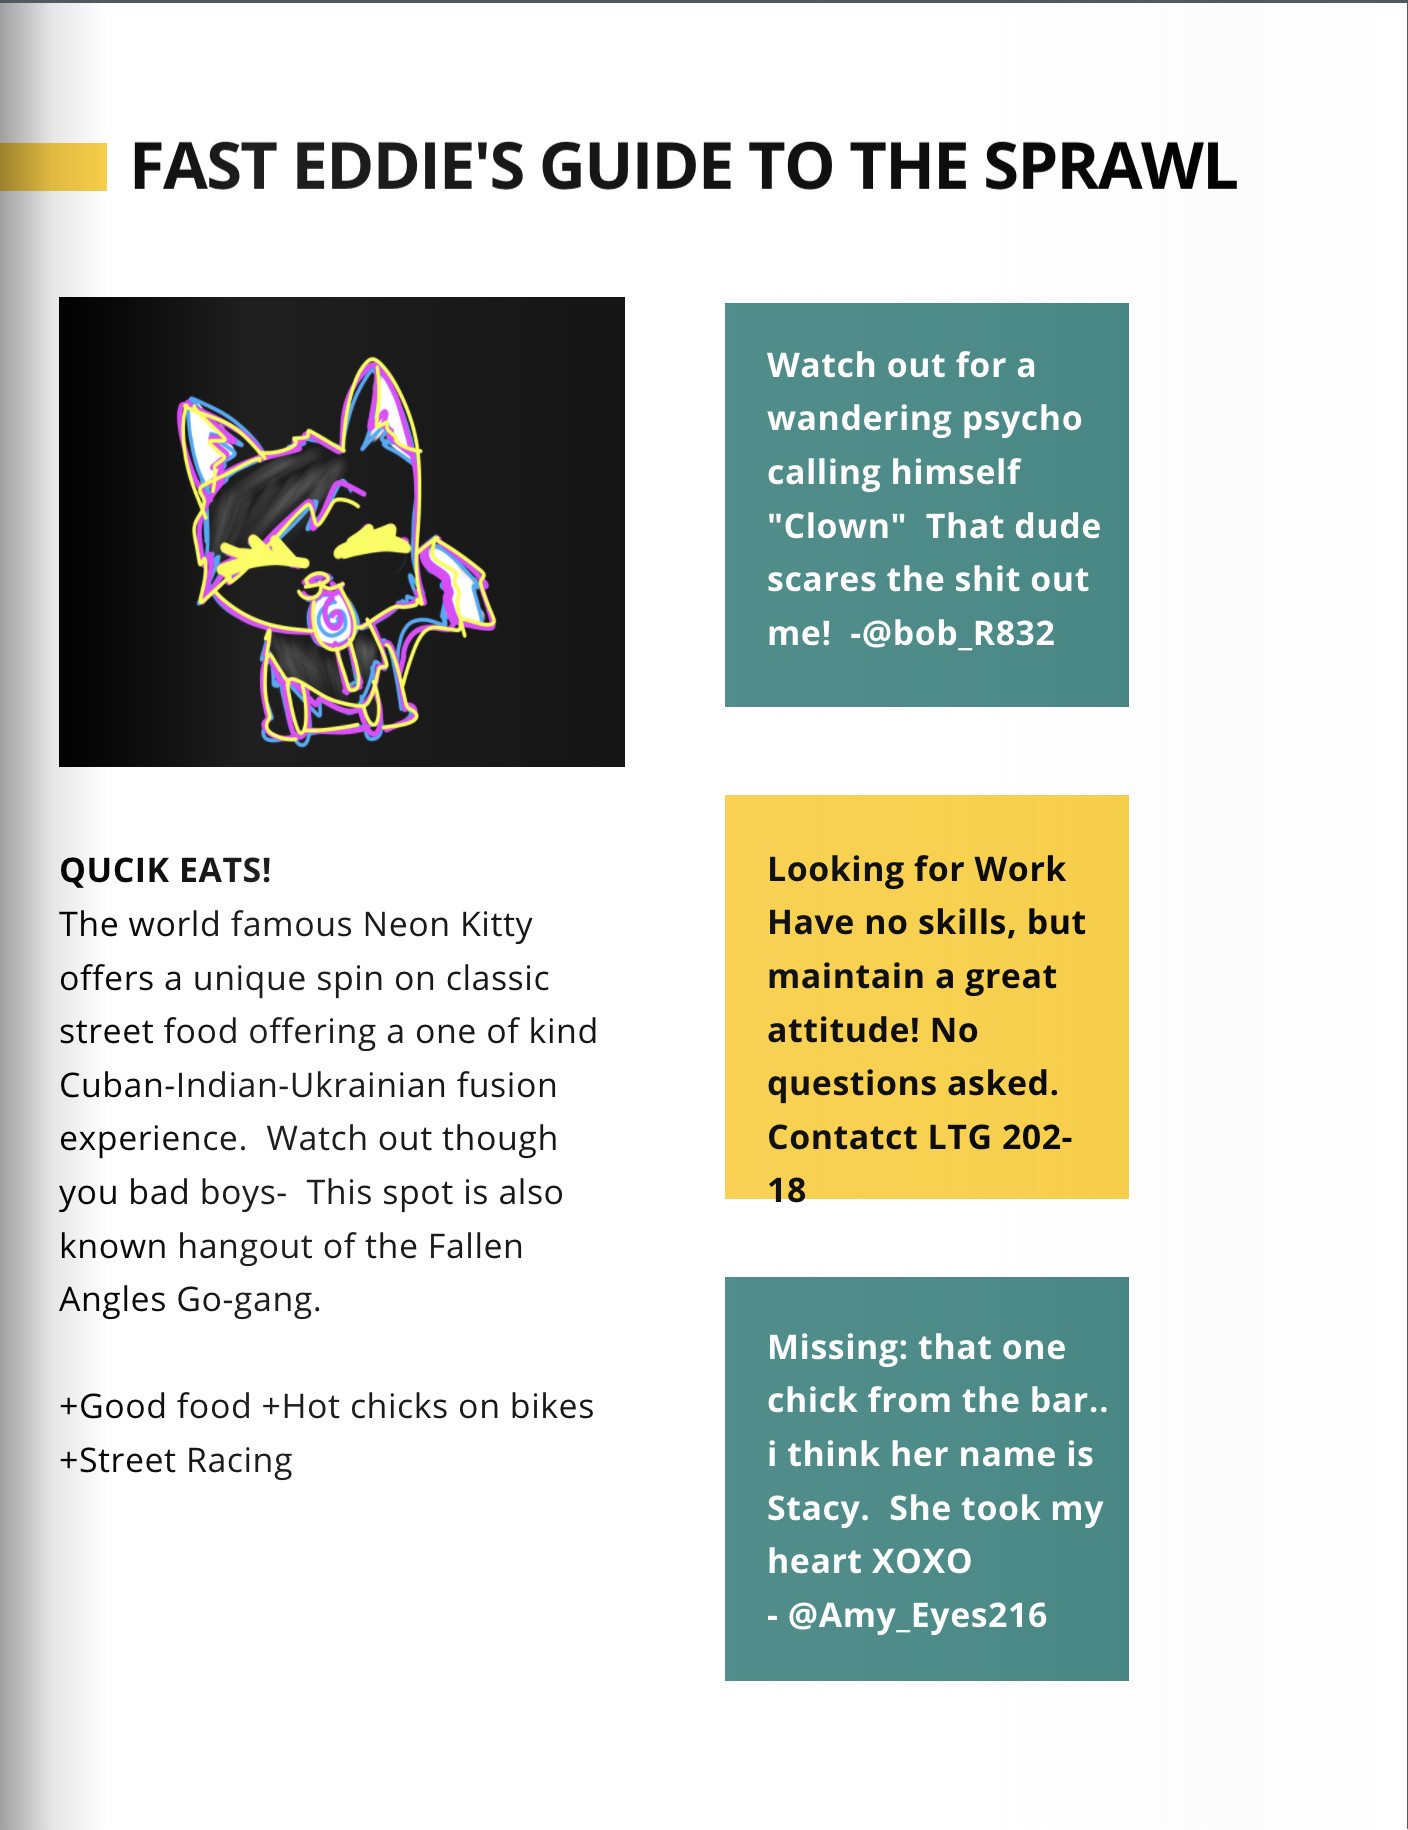 FAST EDDIE'S GUIDE TO THE SPRAWL
QUCIK EATS!
The world famous Neon Kitty
offers a unique spin on classic
street food offering a one of kind
Cuban-Indian-Ukrainian fusion
experience.  Watch out though
you bad boys-  This spot is also
known hangout of the Fallen
Angles Go-gang.
+Good food +Hot chicks on bikes
+Street Racing
Watch out for a
wandering psycho
calling himself
"Clown"  That dude
scares the shit out
me!  -@bob_R832
Looking for Work
Have no skills, but
maintain a great
attitude! No
questions asked.
Contatct LTG 202-
18
Missing: that one
chick from the bar..
i think her name is
Stacy.  She took my
heart XOXO
- @Amy_Eyes216